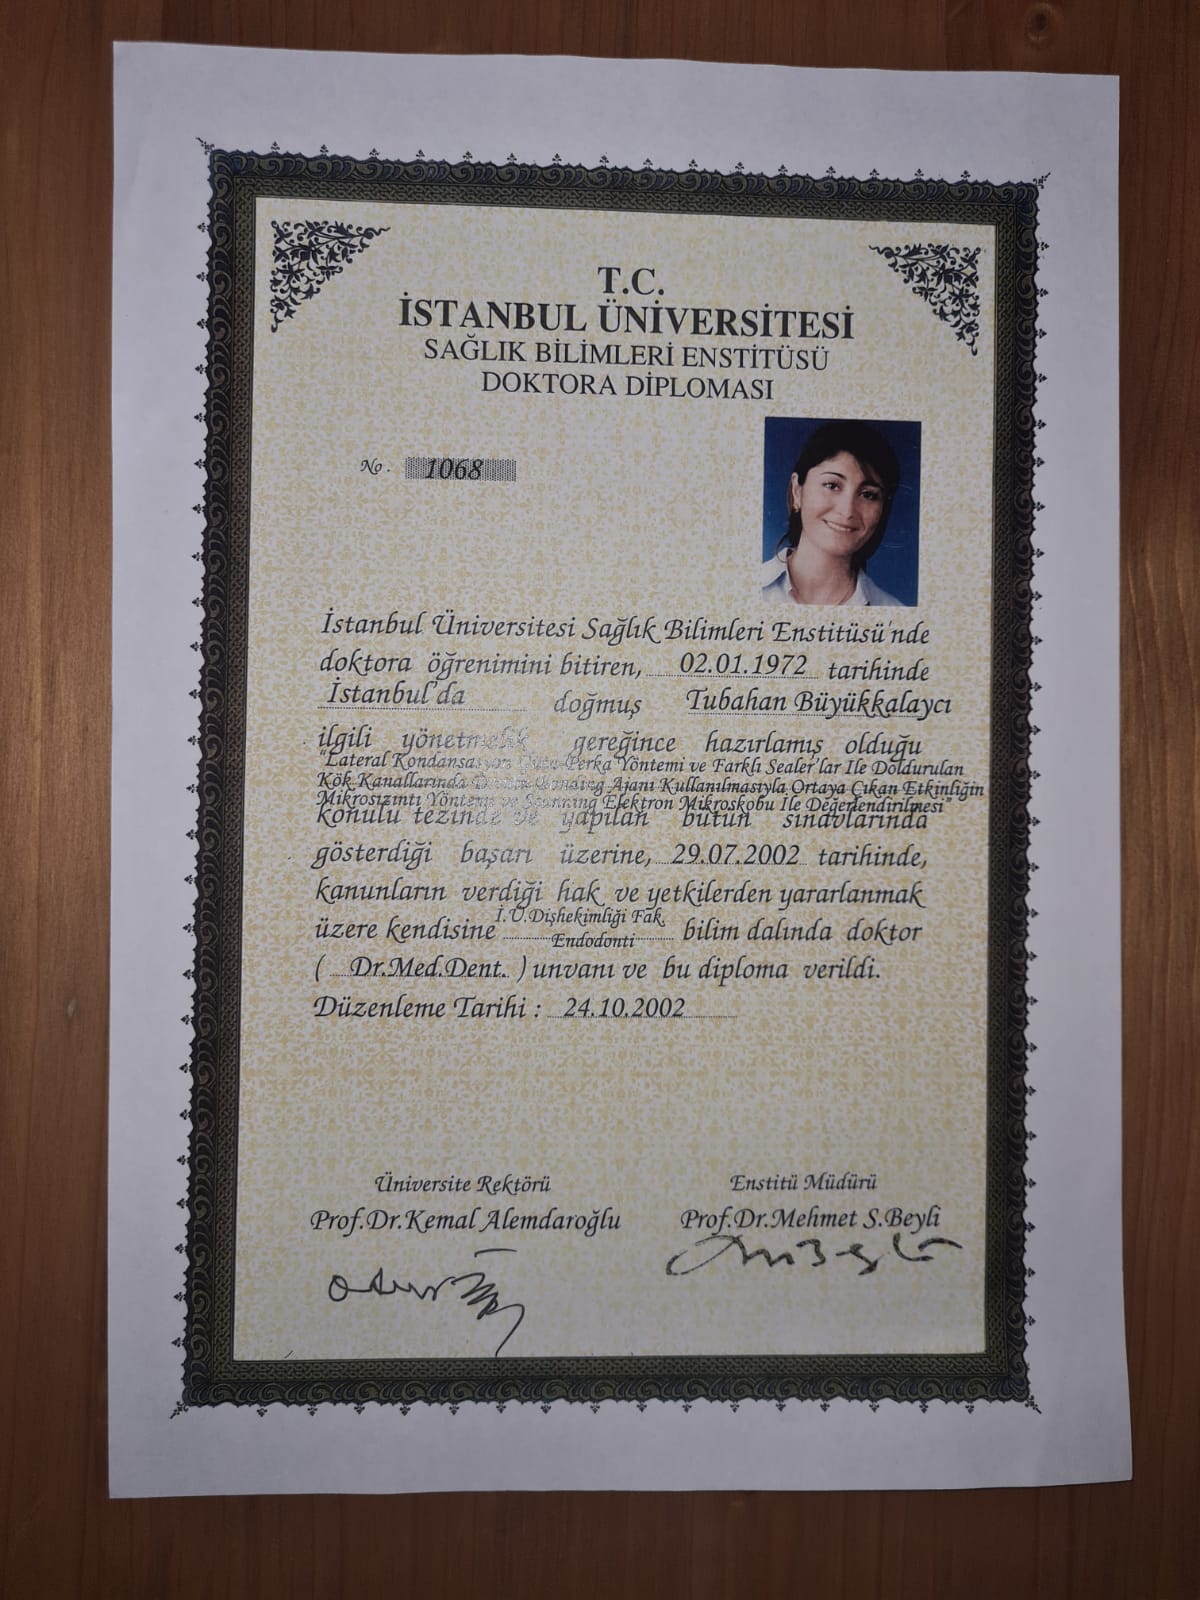 T.C.
İSTANBUL ÜNİVERSİTESİ
SAĞLIK BİLİMLERİ ENSTİTÜSÜ
DOKTORA DİPLOMASI
No. 1068
İstanbul Üniversitesi Sağlık Bilimleri Enstitüsü'nde
doktora öğrenimini bitiren, 02.01.1972 tarihinde
İstanbul'da doğmuş Tubahan Büyükkalaycı
ilgili yönetmelik gereğince hazırlamış olduğu
"Lateral Kondansasyon Perka Yöntemi ve Farklı Sealer'lar Ile Doldurulan
Kök Kanallarında Bonding Ajanı Kullanılmasıyla Ortaya Çıkan Etkinliğin
Mikrosızıntı Yöntemi ve Scanning Elektron Mikroskobu İle Değerlendirilmesi"
konulu tezinde ve yapılan bütün sınavlarında
gösterdiği başarı üzerine, 29.07.2002 tarihinde,
kanunların verdiği hak ve yetkilerden yararlanmak
İ.Ü.Dişhekimliği Fak.
üzere kendisine Endodonti bilim dalında doktor
( Dr.Med.Dent. ) unvanı ve bu diploma verildi.
Düzenleme Tarihi : 24.10.2002
Üniversite Rektörü
Prof.Dr.Kemal Alemdaroğlu
Enstitü Müdürü
Prof.Dr.Mehmet S.Beyli